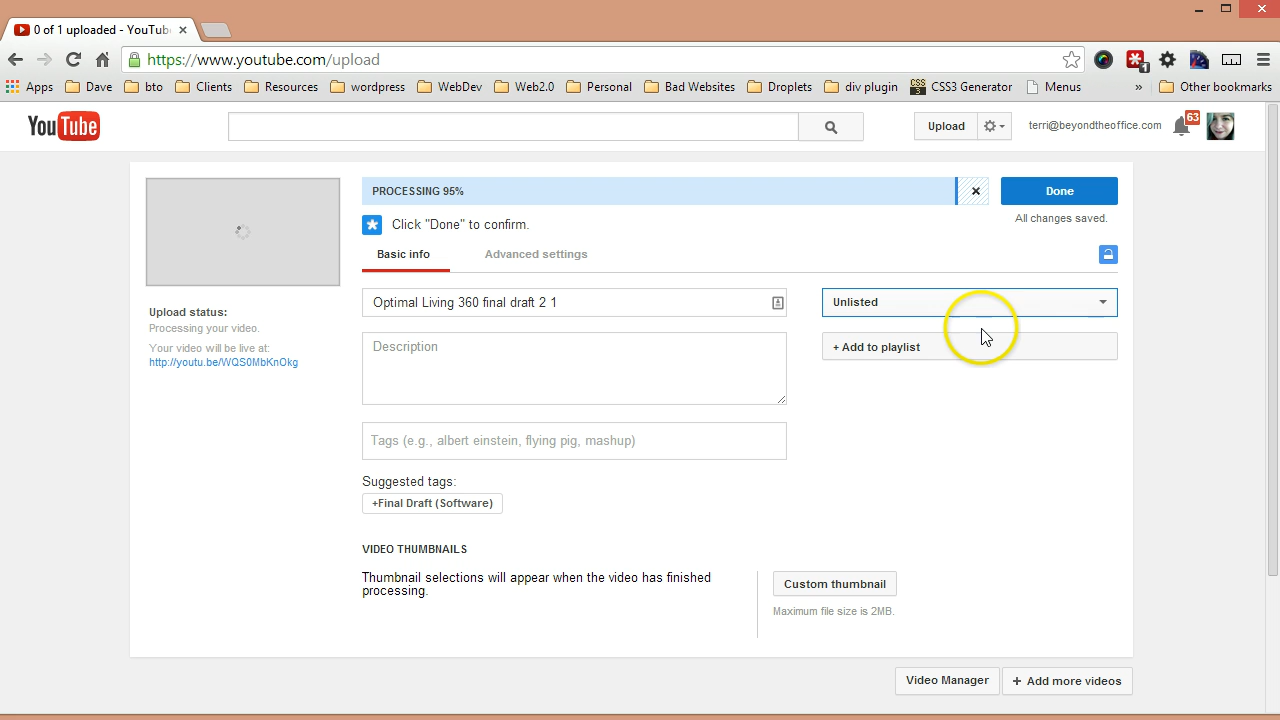 0 of 1 uploaded - YouTub
https://www.youtube.com/upload
Apps Dave bto Clients Resources wordpress WebDev Web2.0 Personal Bad Websites Droplets div plugin CSS3 Generator Menus » Other bookmarks
YouTube Upload terri@beyondtheoffice.com 63
PROCESSING 95% Done
Click "Done" to confirm. All changes saved.
Basic info Advanced settings
Optimal Living 360 final draft 2 1 Unlisted
Upload status:
Processing your video.
Your video will be live at:
http://youtu.be/WQS0MbKnOkg
Description + Add to playlist
Tags (e.g., albert einstein, flying pig, mashup)
Suggested tags:
+Final Draft (Software)
VIDEO THUMBNAILS
Thumbnail selections will appear when the video has finished
processing.
Custom thumbnail
Maximum file size is 2MB.
Video Manager + Add more videos